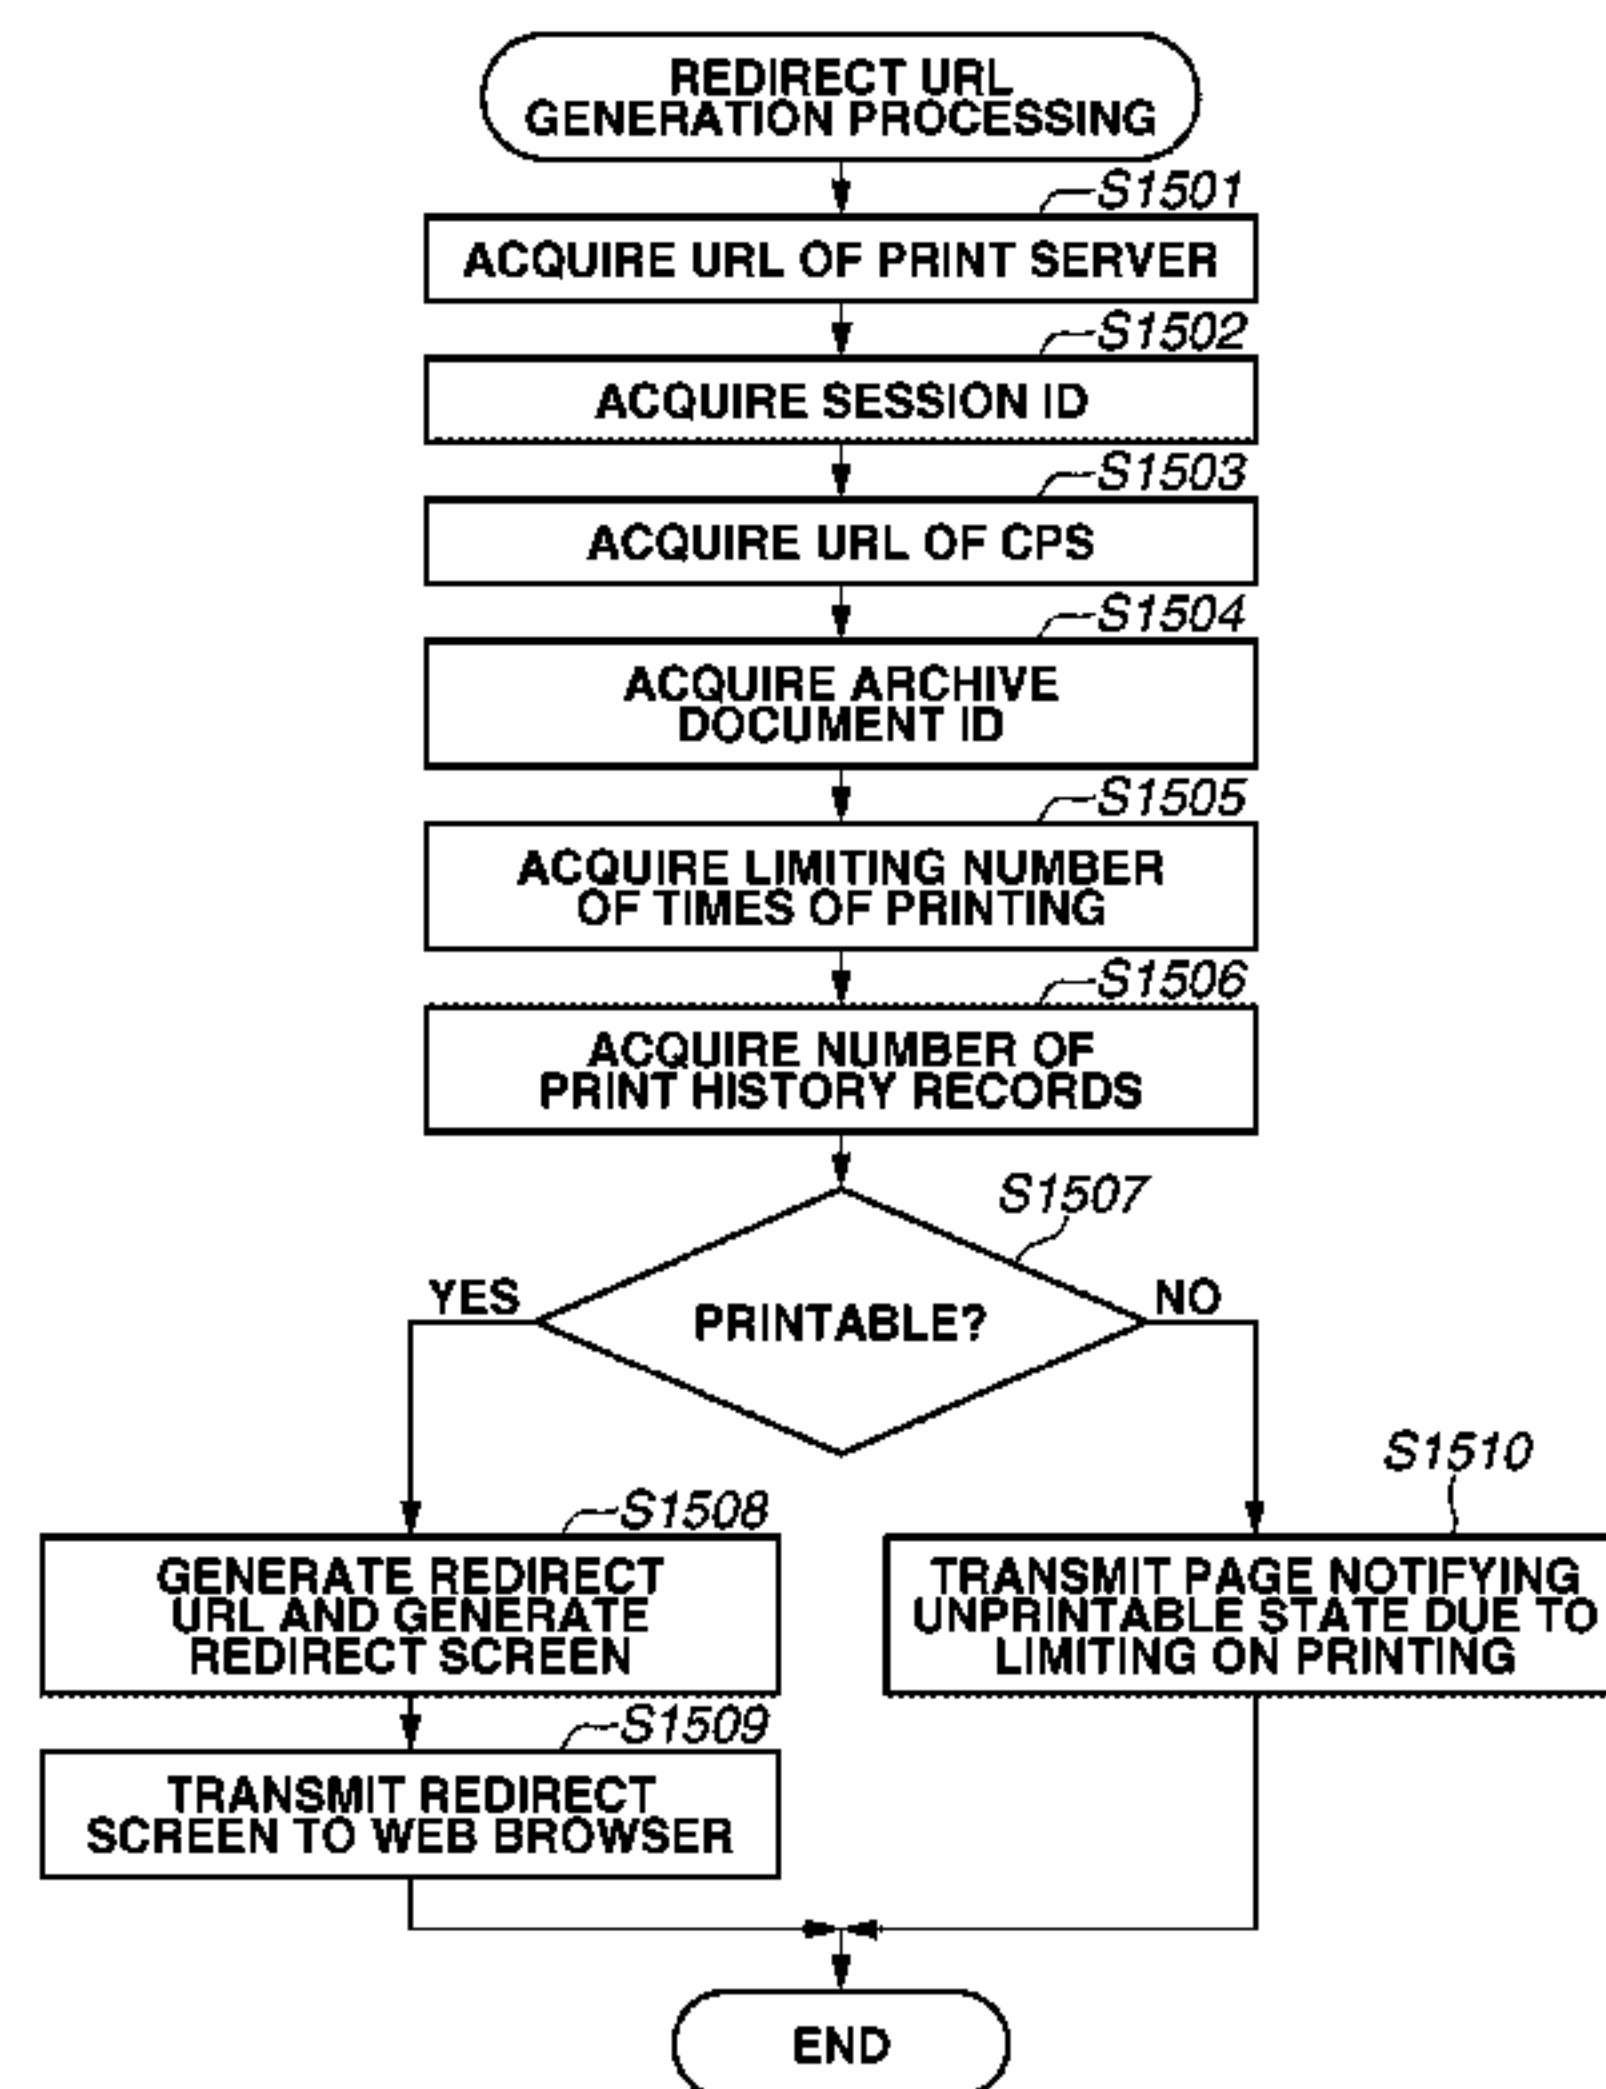 REDIRECT URL
GENERATION PROCESSING
S1501
ACQUIRE URL OF PRINT SERVER
S1502
ACQUIRE SESSION ID
S1503
ACQUIRE URL OF CPS
S1504
ACQUIRE ARCHIVE
DOCUMENT ID
S1505
ACQUIRE LIMITING NUMBER
OF TIMES OF PRINTING
S1506
ACQUIRE NUMBER OF
PRINT HISTORY RECORDS
S1507
YES
PRINTABLE?
NO
S1508
GENERATE REDIRECT
URL AND GENERATE
REDIRECT SCREEN
S1510
TRANSMIT PAGE NOTIFYING
UNPRINTABLE STATE DUE TO
LIMITING ON PRINTING
S1509
TRANSMIT REDIRECT
SCREEN TO WEB BROWSER
END